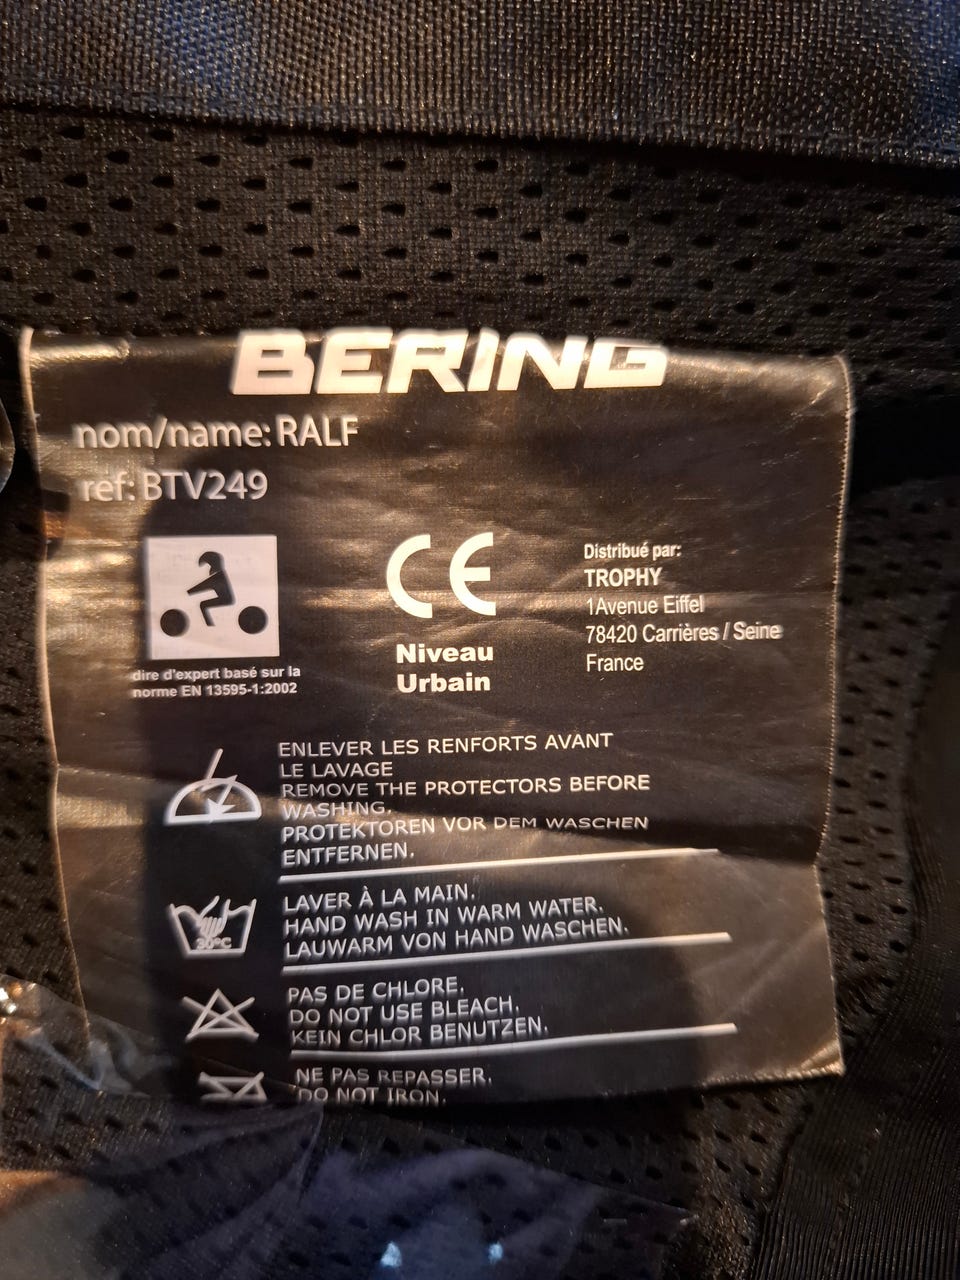 BERING
nom/name: RALF
réf: BTV249
CE
Niveau
Urbain
Distribué par:
TROPHY
1Avenue Eiffel
78420 Carrières / Seine
France
dire d'expert basé sur la
norme EN 13595-1:2002
ENLEVER LES RENFORTS AVANT
LE LAVAGE
REMOVE THE PROTECTORS BEFORE
WASHING.
PROTEKTOREN VOR DEM WASCHEN
ENTFERNEN.
30°C
LAVER À LA MAIN.
HAND WASH IN WARM WATER.
LAUWARM VON HAND WASCHEN.
PAS DE CHLORE.
DO NOT USE BLEACH.
KEIN CHLOR BENUTZEN.
NE PAS REPASSER.
DO NOT IRON.